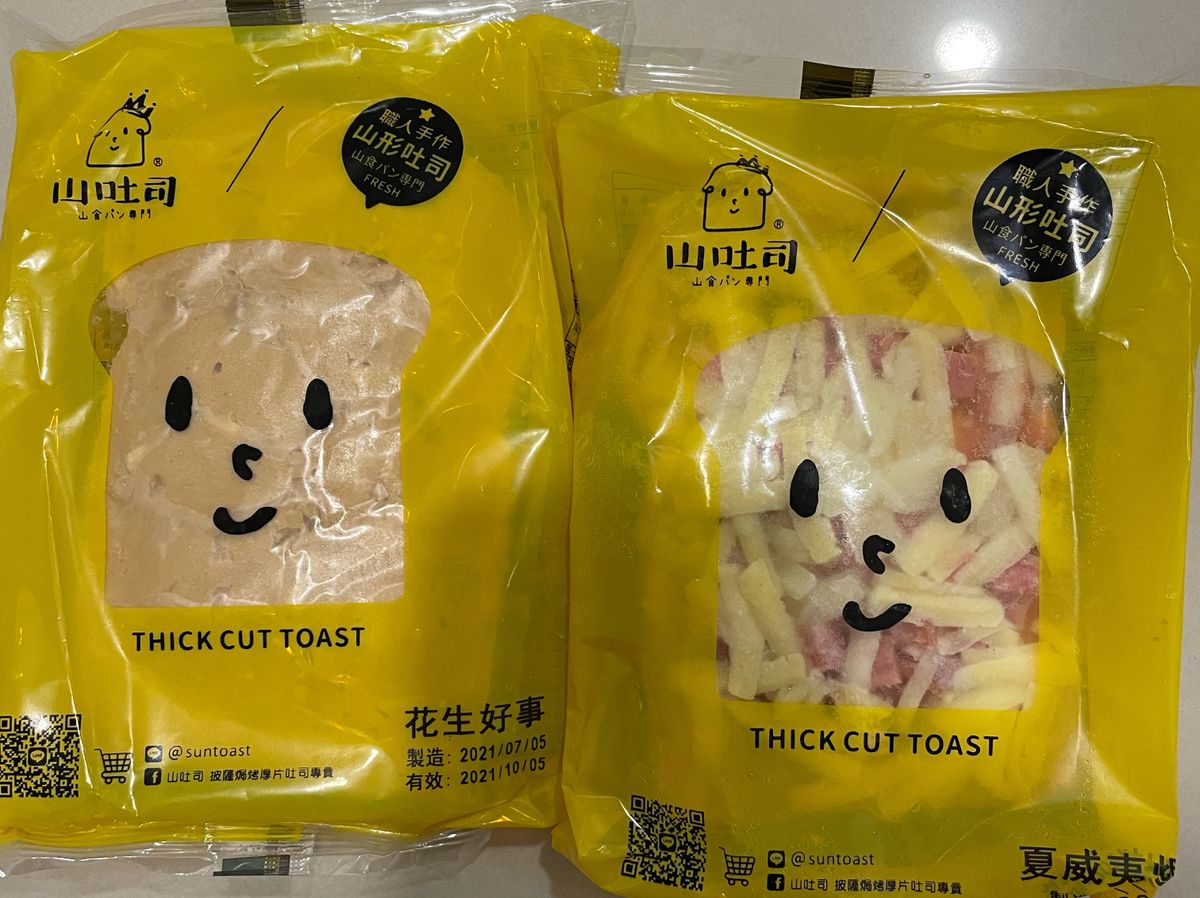 ®
山吐司
山食パン専門
職人手作
山形吐司
山食パン専門
FRESH
THICK CUT TOAST
花生好事
製造: 2021/07/05
有效: 2021/10/05
@suntoast
山吐司 披薩焗烤厚片吐司專賣
®
山吐司
山食パン専門
職人手作
山形吐司
山食パン専門
FRESH
THICK CUT TOAST
@suntoast
山吐司 披薩焗烤厚片吐司專賣
夏威夷